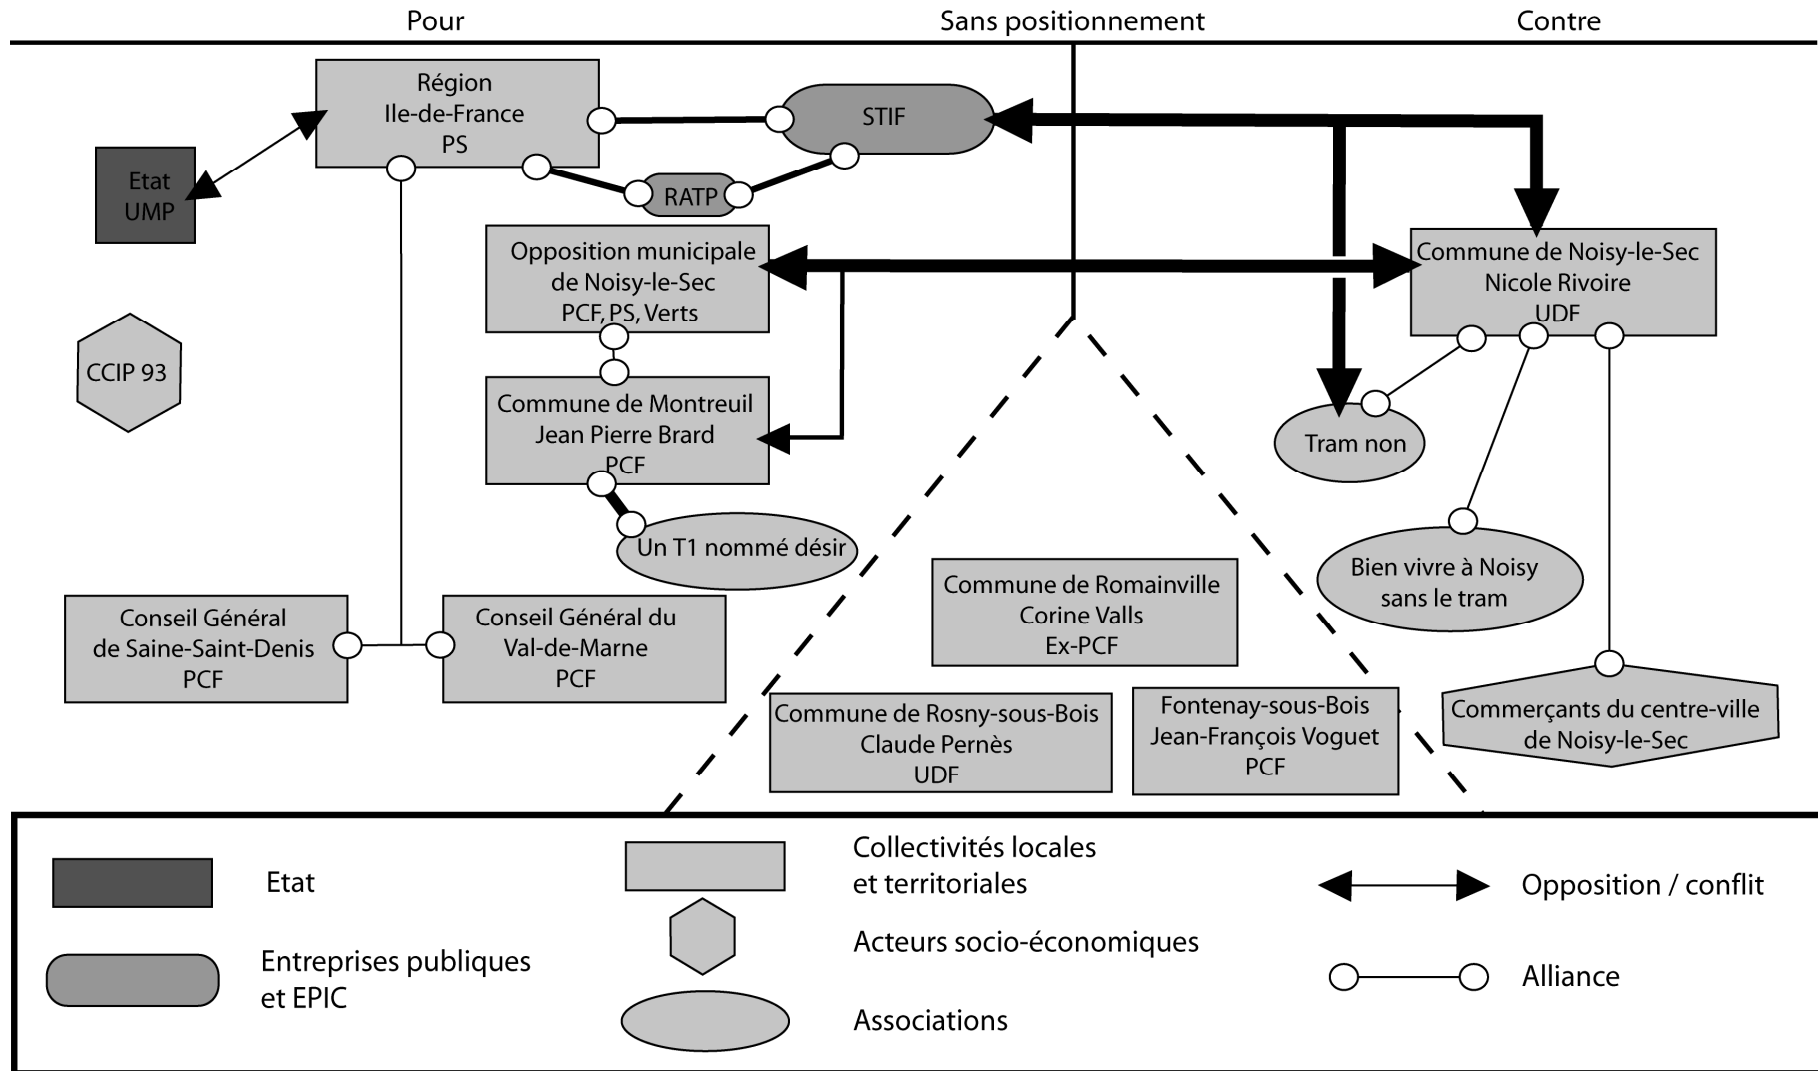 Pour
Sans positionnement
Contre
Région
Ile-de-France
PS
STIF
Etat
UMP
RATP
Opposition municipale
de Noisy-le-Sec
PCF, PS, Verts
Commune de Noisy-le-Sec
Nicole Rivoire
UDF
CCIP 93
Commune de Montreuil
Jean Pierre Brard
PCF
Tram non
Un T1 nommé désir
Bien vivre à Noisy
sans le tram
Commune de Romainville
Corine Valls
Ex-PCF
Conseil Général
de Saine-Saint-Denis
PCF
Conseil Général du
Val-de-Marne
PCF
Commune de Rosny-sous-Bois
Claude Pernès
UDF
Fontenay-sous-Bois
Jean-François Voguet
PCF
Commerçants du centre-ville
de Noisy-le-Sec
Etat
Entreprises publiques
et EPIC
Collectivités locales
et territoriales
Acteurs socio-économiques
Associations
Opposition / conflit
Alliance